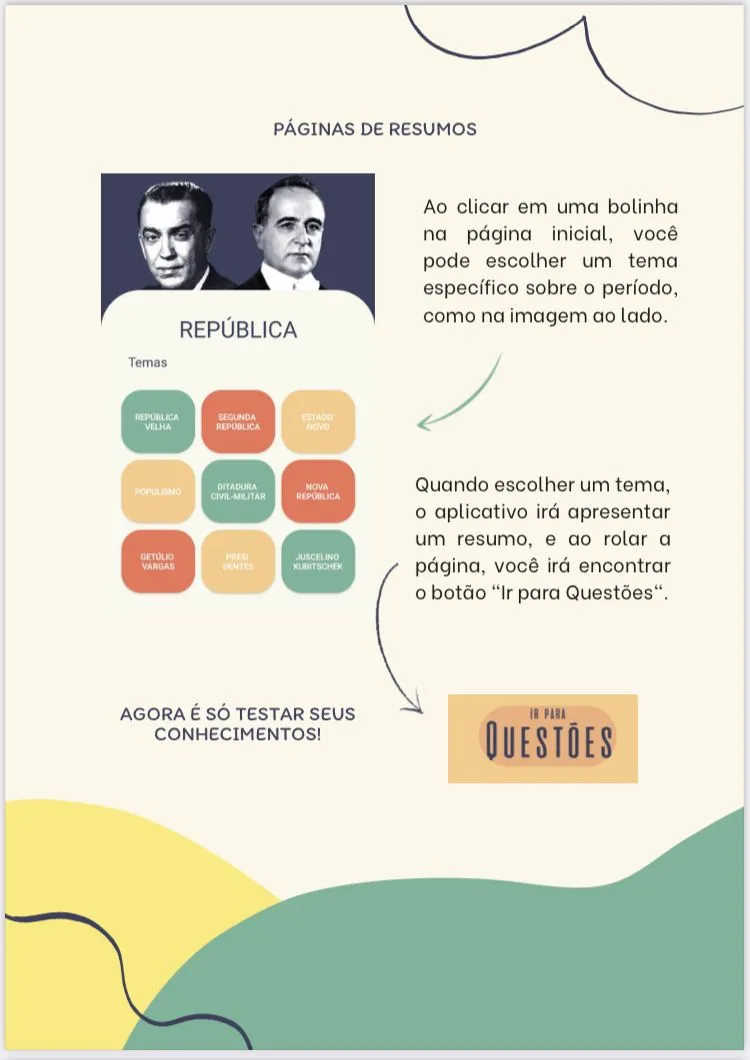 PÁGINAS DE RESUMOS
Ao clicar em uma bolinha
na página inicial, você
pode escolher um tema
específico sobre o período,
como na imagem ao lado.
REPÚBLICA
Temas
REPÚBLICA
VELHA
SEGUNDA
REPÚBLICA
ESTADO
NOVO
POPULISMO
DITADURA
CIVIL-MILITAR
NOVA
REPÚBLICA
GETÚLIO
VARGAS
PRESI
DENTES
JUSCELINO
KUBITSCHEK
Quando escolher um tema,
o aplicativo irá apresentar
um resumo, e ao rolar a
página, você irá encontrar
o botão “Ir para Questões“.
AGORA É SÓ TESTAR SEUS
CONHECIMENTOS!
IR PARA
QUESTÕES